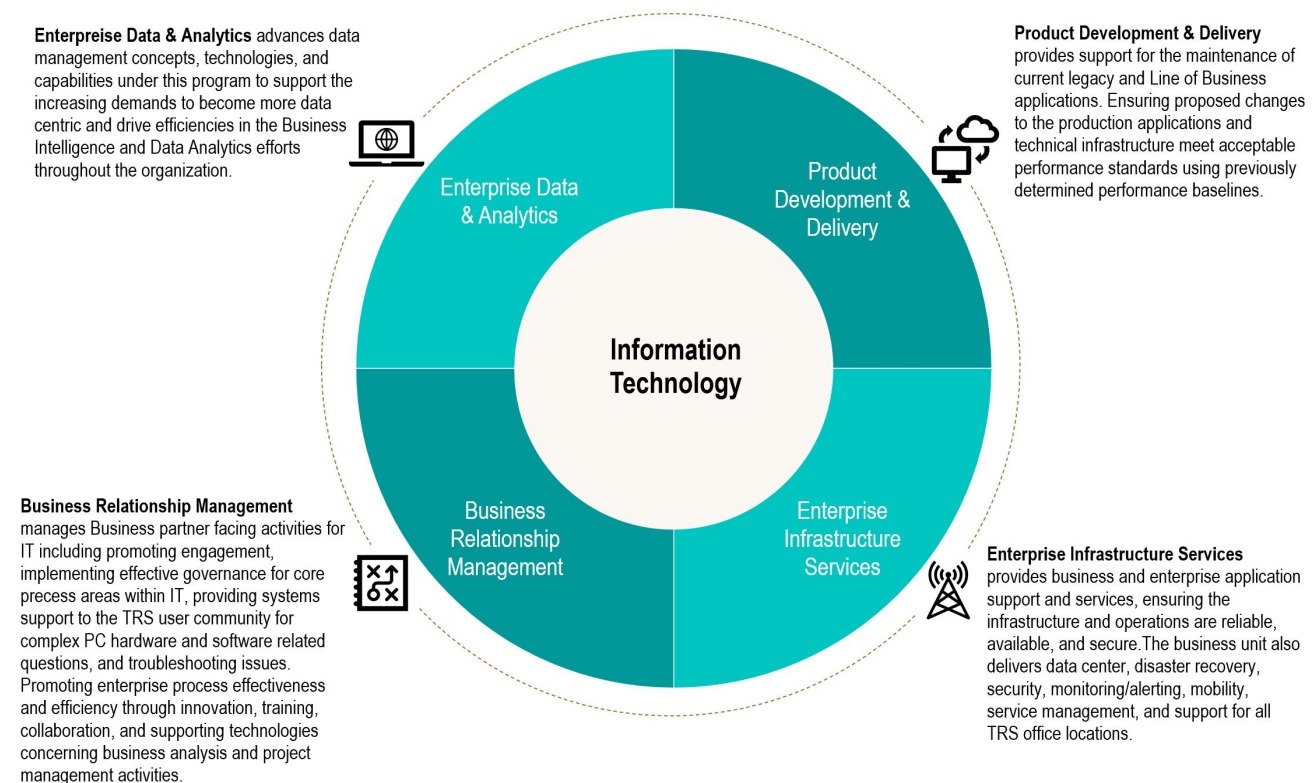 Enterpreise Data & Analytics advances data
management concepts, technologies, and
capabilities under this program to support the
increasing demands to become more data
centric and drive efficiencies in the Business
Intelligence and Data Analytics efforts
throughout the organization.
Product Development & Delivery
provides support for the maintenance of
current legacy and Line of Business
applications. Ensuring proposed changes
to the production applications and
technical infrastructure meet acceptable
performance standards using previously
determined performance baselines.
Enterprise Data
& Analytics
Product
Development &
Delivery
Information
Technology
Business
Relationship
Management
Enterprise
Infrastructure
Services
Business Relationship Management
manages Business partner facing activities for
IT including promoting engagement,
implementing effective governance for core
precess areas within IT, providing systems
support to the TRS user community for
complex PC hardware and software related
questions, and troubleshooting issues.
Promoting enterprise process effectiveness
and efficiency through innovation, training,
collaboration, and supporting technologies
concerning business analysis and project
management activities.
Enterprise Infrastructure Services
provides business and enterprise application
support and services, ensuring the
infrastructure and operations are reliable,
available, and secure.The business unit also
delivers data center, disaster recovery,
security, monitoring/alerting, mobility,
service management, and support for all
TRS office locations.